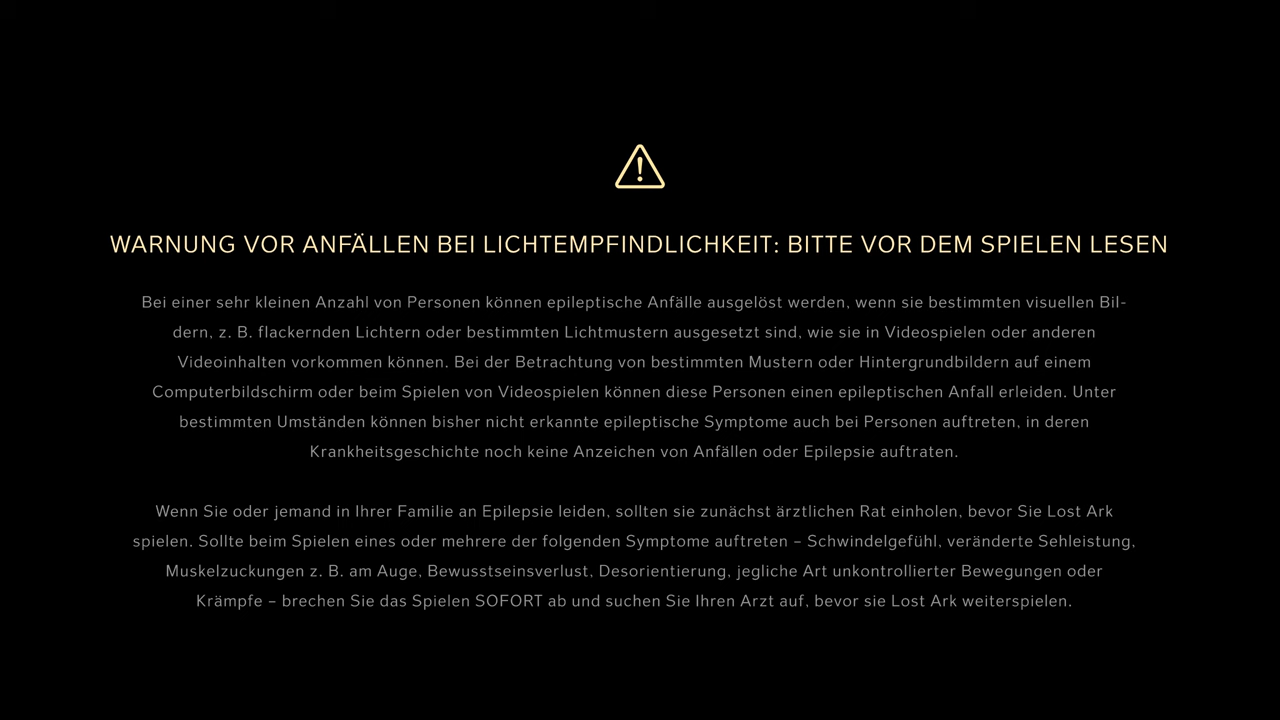 WARNUNG VOR ANFÄLLEN BEI LICHTEMPFINDLICHKEIT: BITTE VOR DEM SPIELEN LESEN
Bei einer sehr kleinen Anzahl von Personen können epileptische Anfälle ausgelöst werden, wenn sie bestimmten visuellen Bil-
dern, z. B. flackernden Lichtern oder bestimmten Lichtmustern ausgesetzt sind, wie sie in Videospielen oder anderen
Videoinhalten vorkommen können. Bei der Betrachtung von bestimmten Mustern oder Hintergrundbildern auf einem
Computerbildschirm oder beim Spielen von Videospielen können diese Personen einen epileptischen Anfall erleiden. Unter
bestimmten Umständen können bisher nicht erkannte epileptische Symptome auch bei Personen auftreten, in deren
Krankheitsgeschichte noch keine Anzeichen von Anfällen oder Epilepsie auftraten.
Wenn Sie oder jemand in Ihrer Familie an Epilepsie leiden, sollten sie zunächst ärztlichen Rat einholen, bevor Sie Lost Ark
spielen. Sollte beim Spielen eines oder mehrere der folgenden Symptome auftreten – Schwindelgefühl, veränderte Sehleistung,
Muskelzuckungen z. B. am Auge, Bewusstseinsverlust, Desorientierung, jegliche Art unkontrollierter Bewegungen oder
Krämpfe – brechen Sie das Spielen SOFORT ab und suchen Sie Ihren Arzt auf, bevor sie Lost Ark weiterspielen.